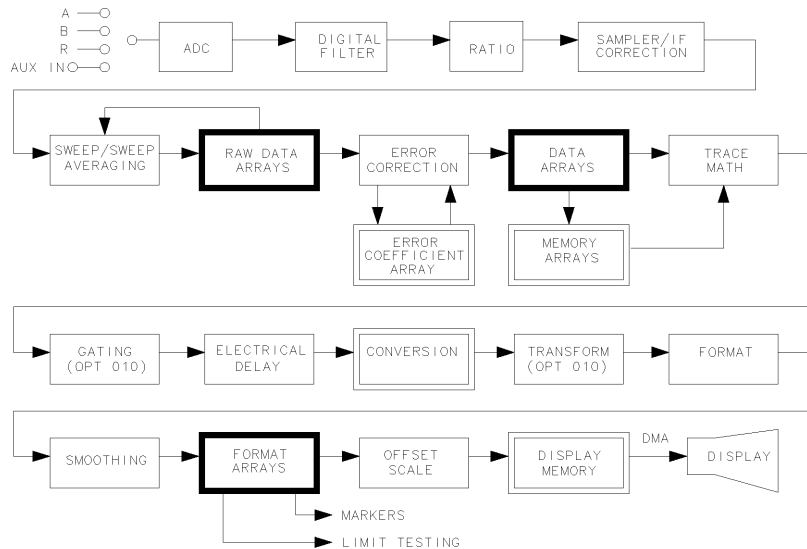 A
B
R
AUX IN
ADC
DIGITAL
FILTER
RATIO
SAMPLER/IF
CORRECTION
SWEEP/SWEEP
AVERAGING
RAW DATA
ARRAYS
ERROR
CORRECTION
DATA
ARRAYS
TRACE
MATH
ERROR
COEFFICIENT
ARRAY
MEMORY
ARRAYS
GATING
(OPT 010)
ELECTRICAL
DELAY
CONVERSION
TRANSFORM
(OPT 010)
FORMAT
SMOOTHING
FORMAT
ARRAYS
OFFSET
SCALE
DISPLAY
MEMORY
DMA
DISPLAY
MARKERS
LIMIT TESTING